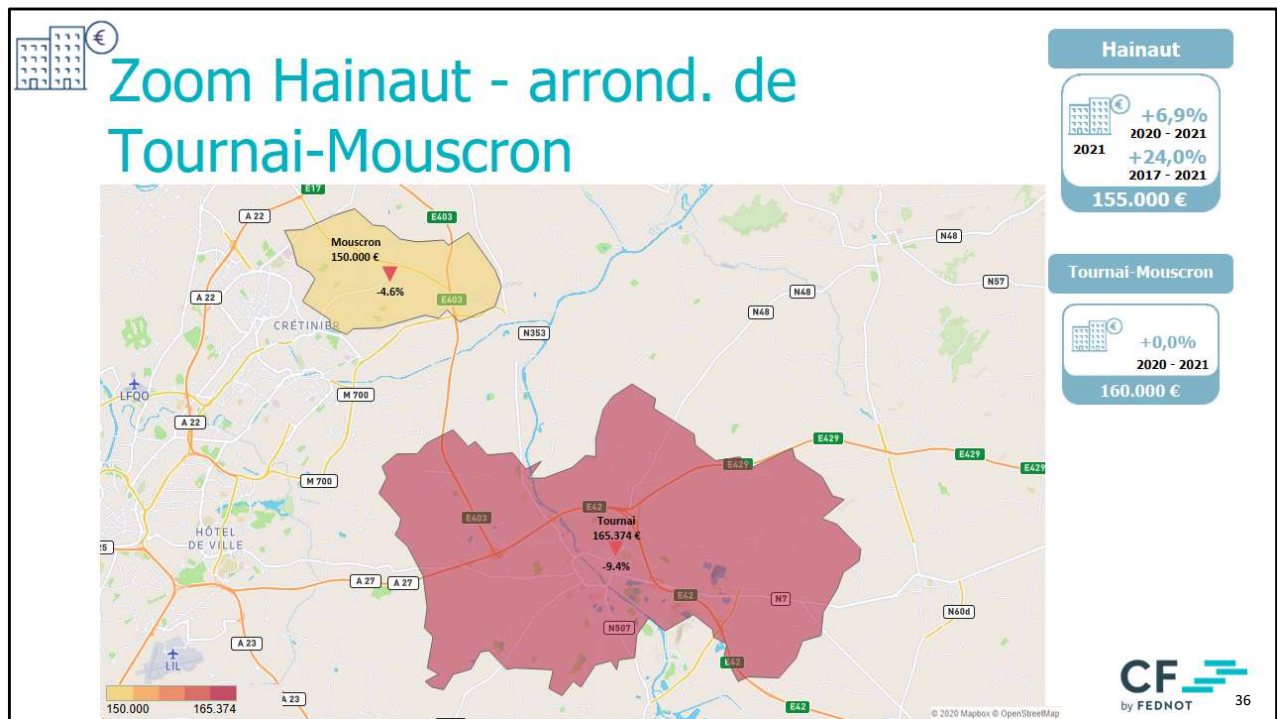 Zoom Hainaut - arrond. de
Tournai-Mouscron
€
Hainaut
€
+6,9%
2020 - 2021
2021
+24,0%
2017 - 2021
155.000 €
Tournai-Mouscron
€
+0,0%
2020 - 2021
160.000 €
E17
A 22
E403
Mouscron
150.000 €
-4.6%
E403
N48
N57
A 22
N48
CRÉTINIER
N48
N353
LFQO
M 700
A 22
E429
E429
E429
E429
M 700
E403
E42
Tournai
165.374 €
-9.4%
HÔTEL
DE VILLE
25
A 27
A 27
E42
N7
N60d
N507
A 23
LIL
E42
A 23
E42
150.000
165.374
© 2020 Mapbox © OpenStreetMap
CF
by FEDNOT
36